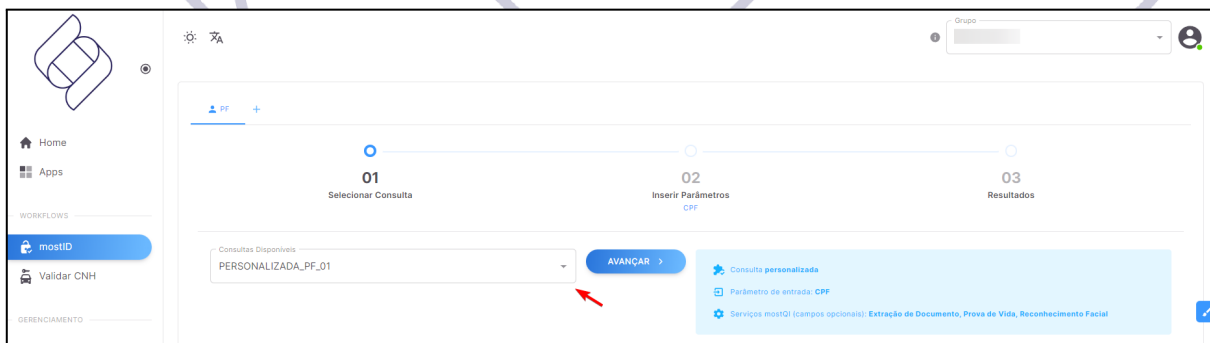 Grupo
PF +
Home
Apps
01
Selecionar Consulta
02
Inserir Parâmetros
CPF
03
Resultados
WORKFLOWS
mostID
Validar CNH
GERENCIAMENTO
Consultas Disponíveis
PERSONALIZADA_PF_01
AVANÇAR >
Consulta personalizada
Parâmetro de entrada: CPF
Serviços mostQI (campos opcionais): Extração de Documento, Prova de Vida, Reconhecimento Facial